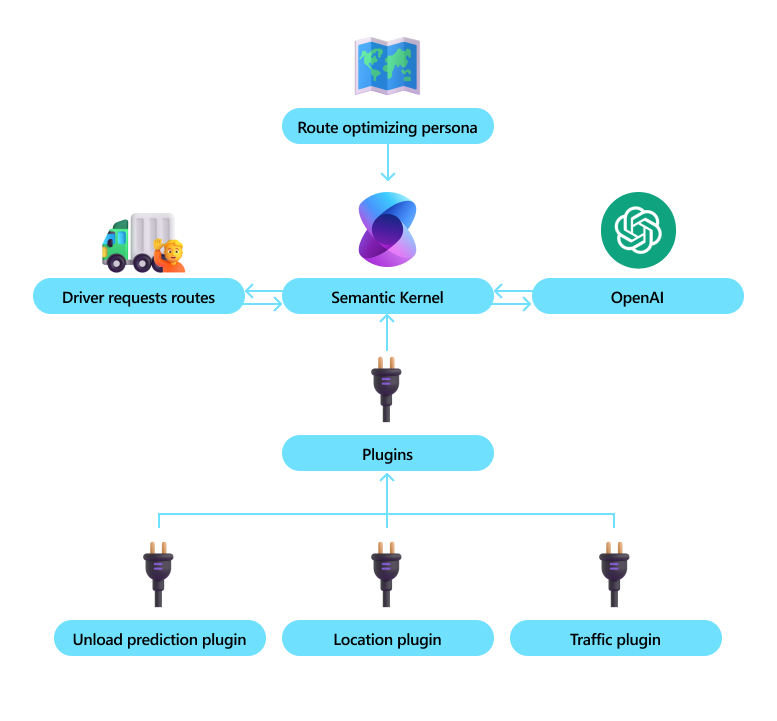 Route optimizing persona
Driver requests routes
Semantic Kernel
OpenAI
Plugins
Unload prediction plugin
Location plugin
Traffic plugin